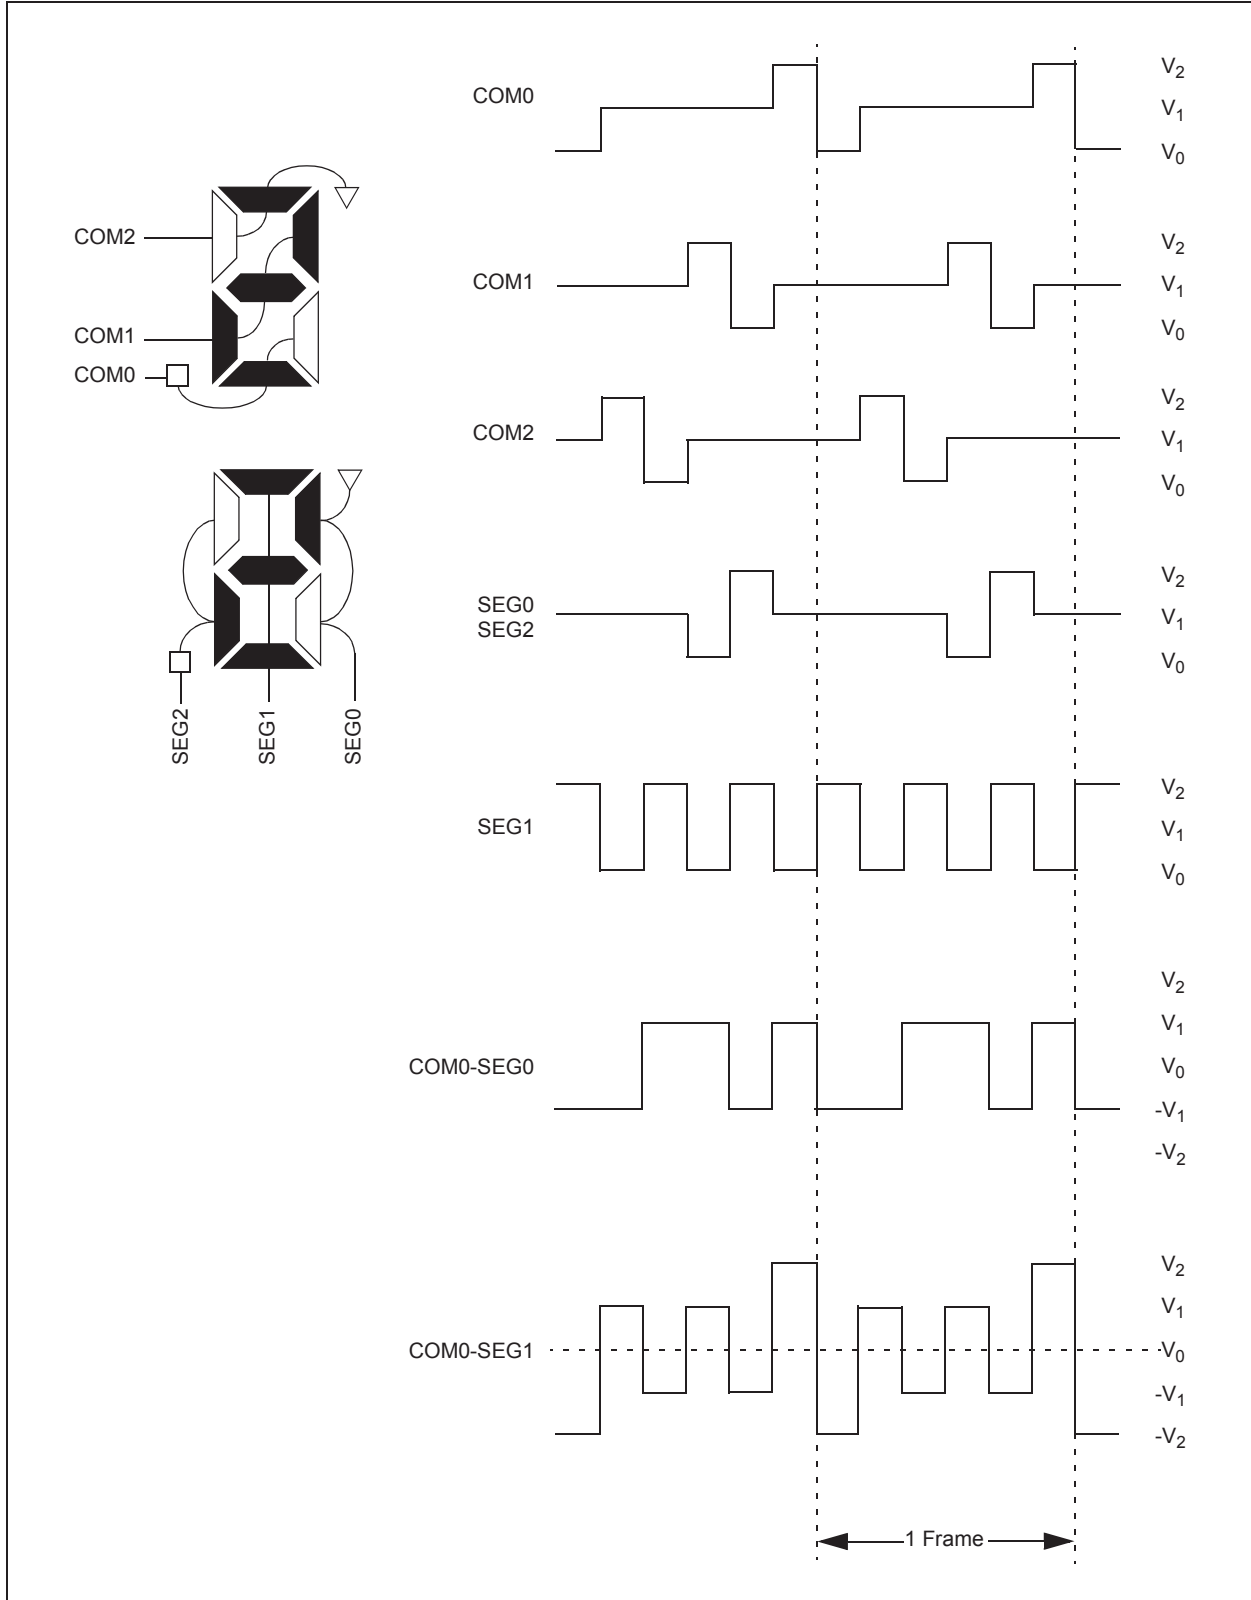 COM0
V2
V1
V0
COM2
COM1
COM0
COM1
V2
V1
V0
COM2
V2
V1
V0
SEG2
SEG1
SEG0
SEG0
SEG2
V2
V1
V0
SEG1
V2
V1
V0
COM0-SEG0
V2
V1
V0
-V1
-V2
COM0-SEG1
V2
V1
V0
-V1
-V2
1 Frame